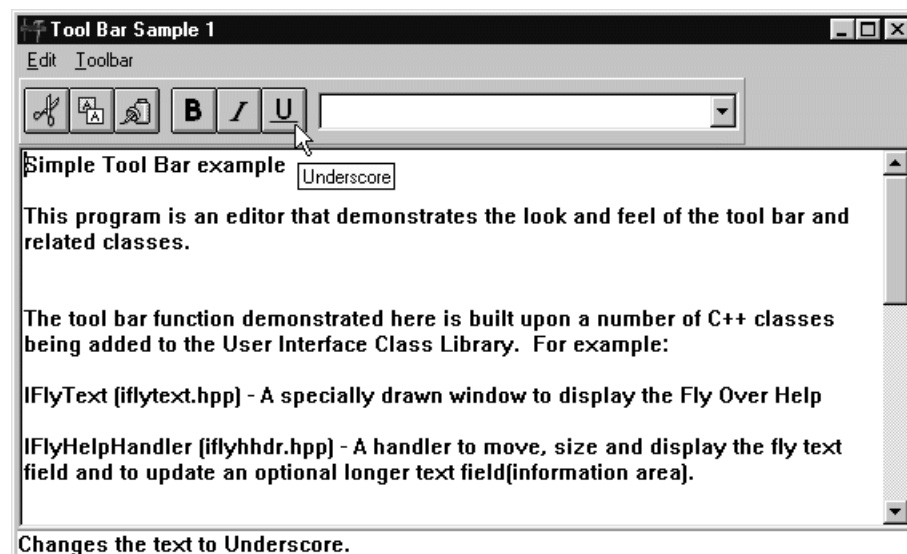 Tool Bar Sample 1
Edit Toolbar
B I U
Simple Tool Bar example
Underscore
This program is an editor that demonstrates the look and feel of the tool bar and
related classes.
The tool bar function demonstrated here is built upon a number of C++ classes
being added to the User Interface Class Library.  For example:
IFlyText (iflytext.hpp) - A specially drawn window to display the Fly Over Help
IFlyHelpHandler (iflyhhdr.hpp) - A handler to move, size and display the fly text
field and to update an optional longer text field(information area).
Changes the text to Underscore.